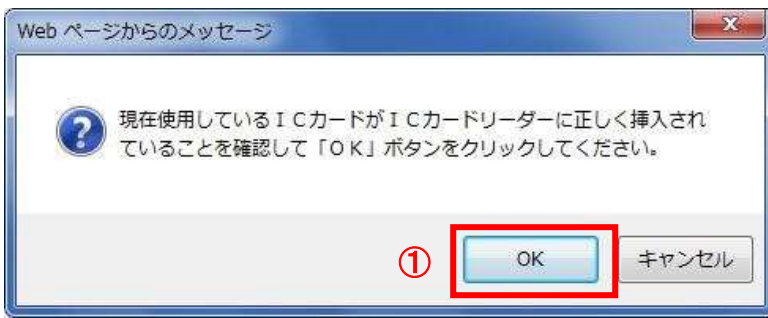 Web ページからのメッセージ
現在使用しているＩＣカードがＩＣカードリーダーに正しく挿入され
ていることを確認して「ＯＫ」ボタンをクリックしてください。
① OK キャンセル